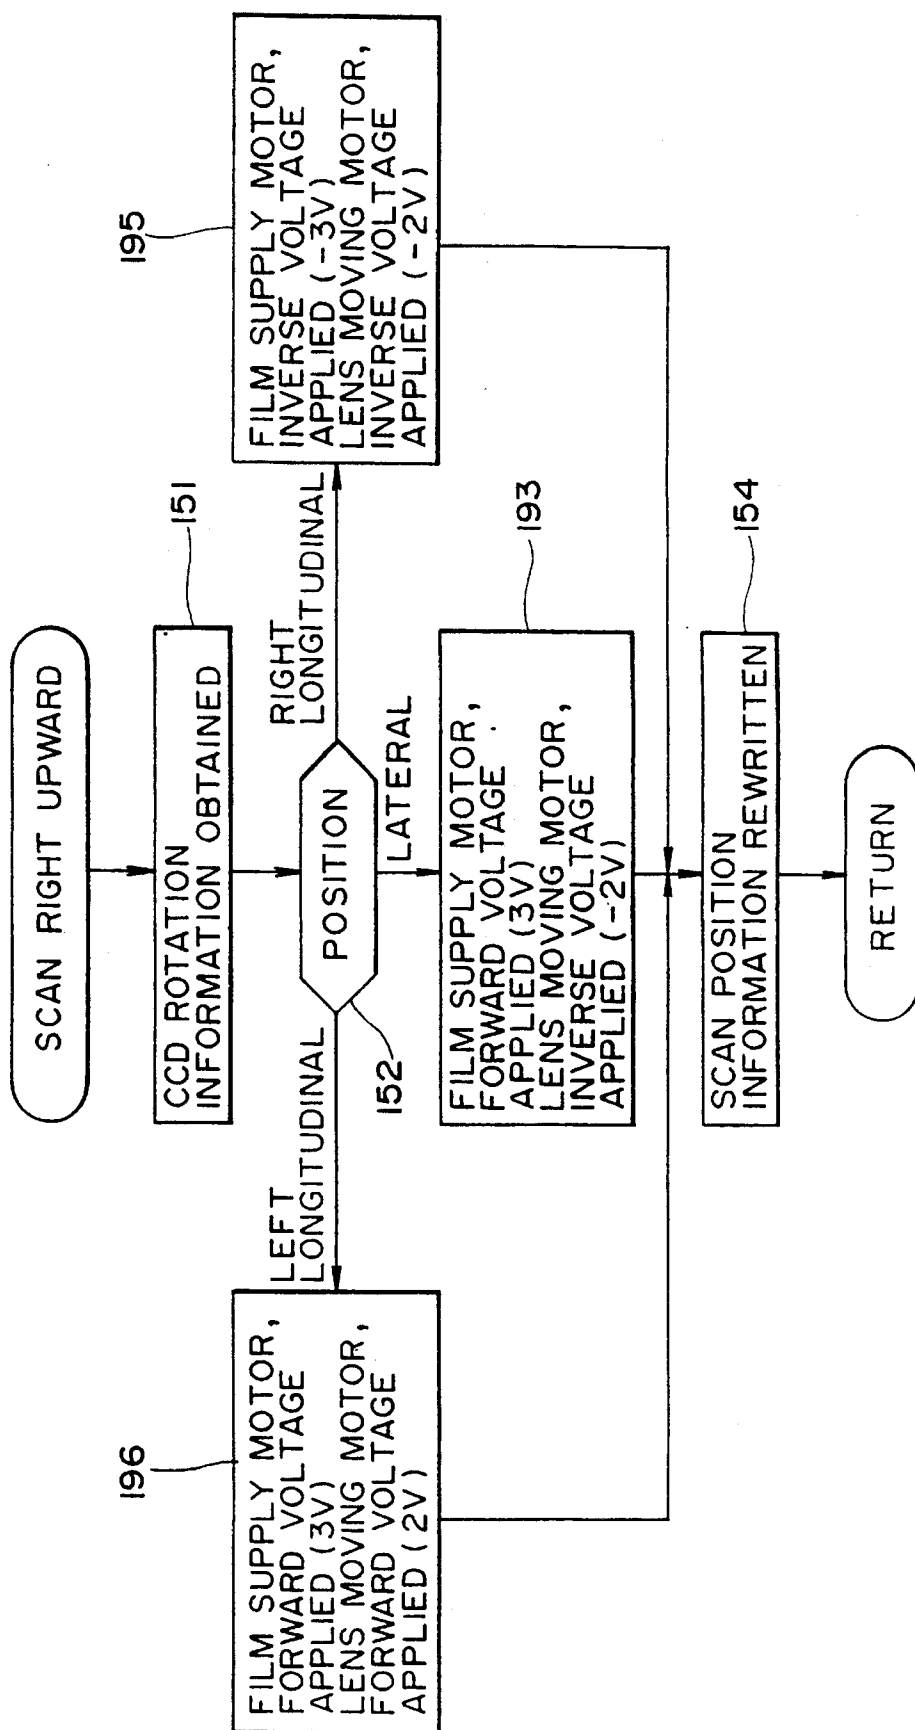 SCAN RIGHT UPWARD
151
CCD ROTATION
INFORMATION OBTAINED
152
POSITION
LEFT
LONGITUDINAL
LATERAL
RIGHT
LONGITUDINAL
196
FILM SUPPLY MOTOR,
FORWARD VOLTAGE
APPLIED (3V)
LENS MOVING MOTOR,
FORWARD VOLTAGE
APPLIED (2V)
193
FILM SUPPLY MOTOR,
FORWARD VOLTAGE
APPLIED (3V)
LENS MOVING MOTOR,
INVERSE VOLTAGE
APPLIED (-2V)
195
FILM SUPPLY MOTOR,
INVERSE VOLTAGE
APPLIED (-3V)
LENS MOVING MOTOR,
INVERSE VOLTAGE
APPLIED (-2V)
154
SCAN POSITION
INFORMATION REWRITTEN
RETURN